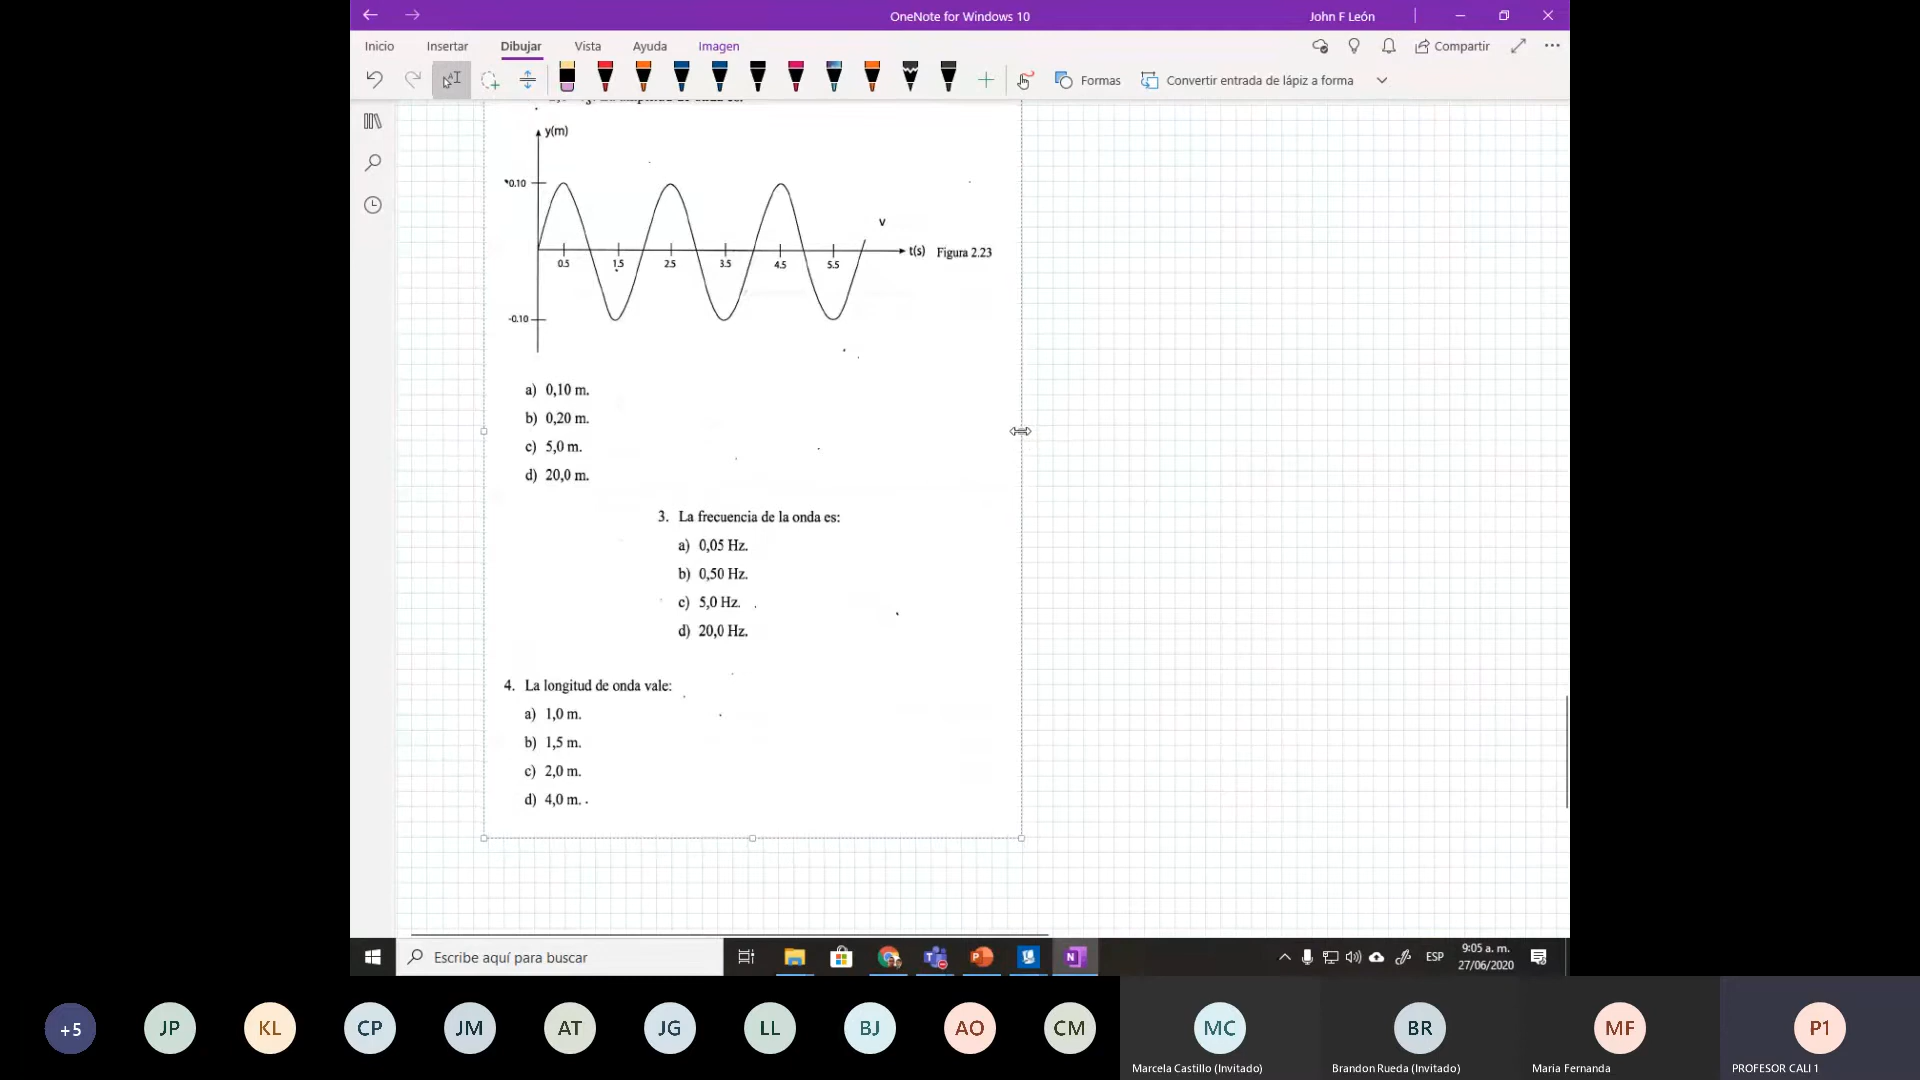 OneNote for Windows 10
John F León
Inicio
Insertar
Dibujar
Vista
Ayuda
Imagen
Compartir
Formas
Convertir entrada de lápiz a forma
y(m)
0.10
v
t(s)
Figura 2.23
0.5
1.5
2.5
3.5
4.5
5.5
-0.10
a) 0,10 m.
b) 0,20 m.
c) 5,0 m.
d) 20,0 m.
3. La frecuencia de la onda es:
a) 0,05 Hz.
b) 0,50 Hz.
c) 5,0 Hz.
d) 20,0 Hz.
4. La longitud de onda vale:
a) 1,0 m.
b) 1,5 m.
c) 2,0 m.
d) 4,0 m.
Escribe aquí para buscar
ESP
9:05 a. m.
27/06/2020
+5
JP
KL
CP
JM
AT
JG
LL
BJ
AO
CM
MC
BR
MF
P1
Marcela Castillo (Invitado)
Brandon Rueda (Invitado)
Maria Fernanda
PROFESOR CALI 1